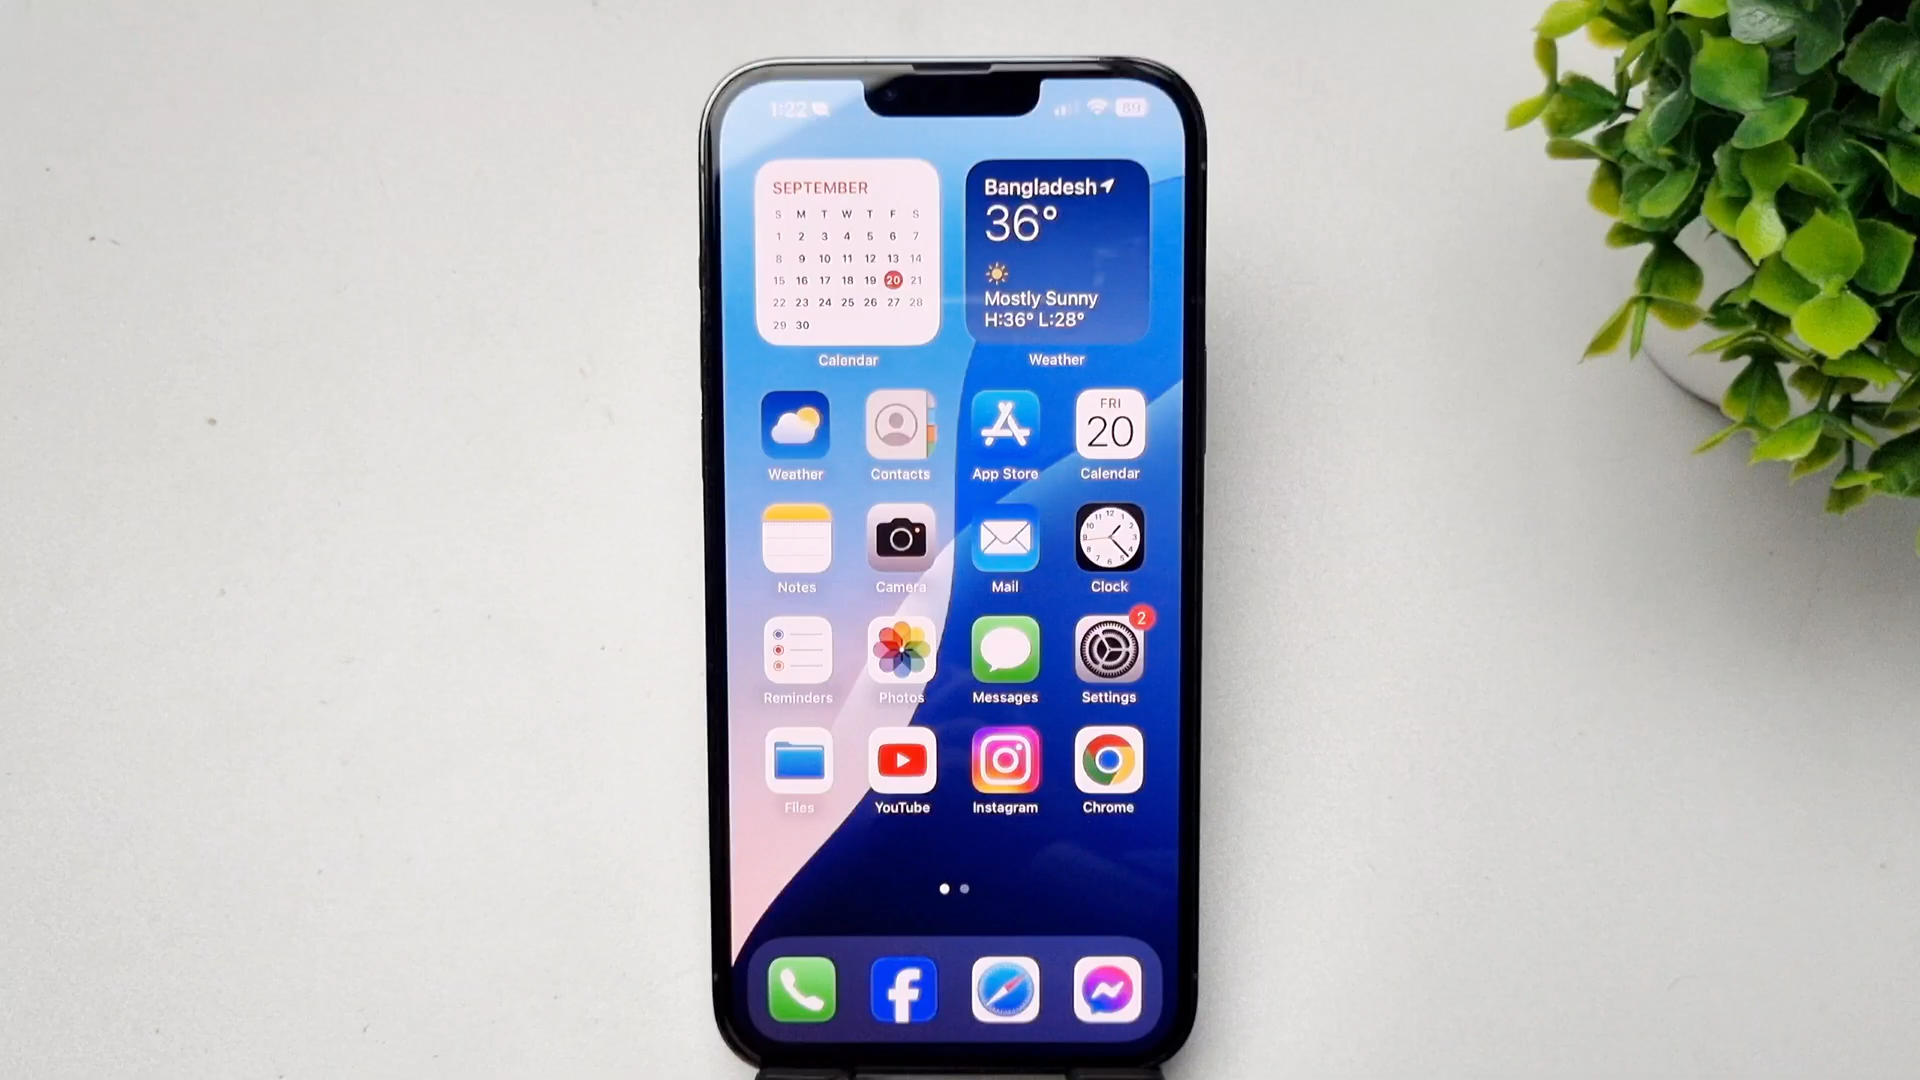 1:22 89
SEPTEMBER
S M T W T F S
1 2 3 4 5 6 7
8 9 10 11 12 13 14
15 16 17 18 19 20 21
22 23 24 25 26 27 28
29 30
Calendar
Bangladesh
36°
Mostly Sunny
H:36° L:28°
Weather
Weather Contacts App Store
FRI
20
Calendar
Notes Camera Mail Clock
2
Reminders Photos Messages Settings
Files YouTube Instagram Chrome